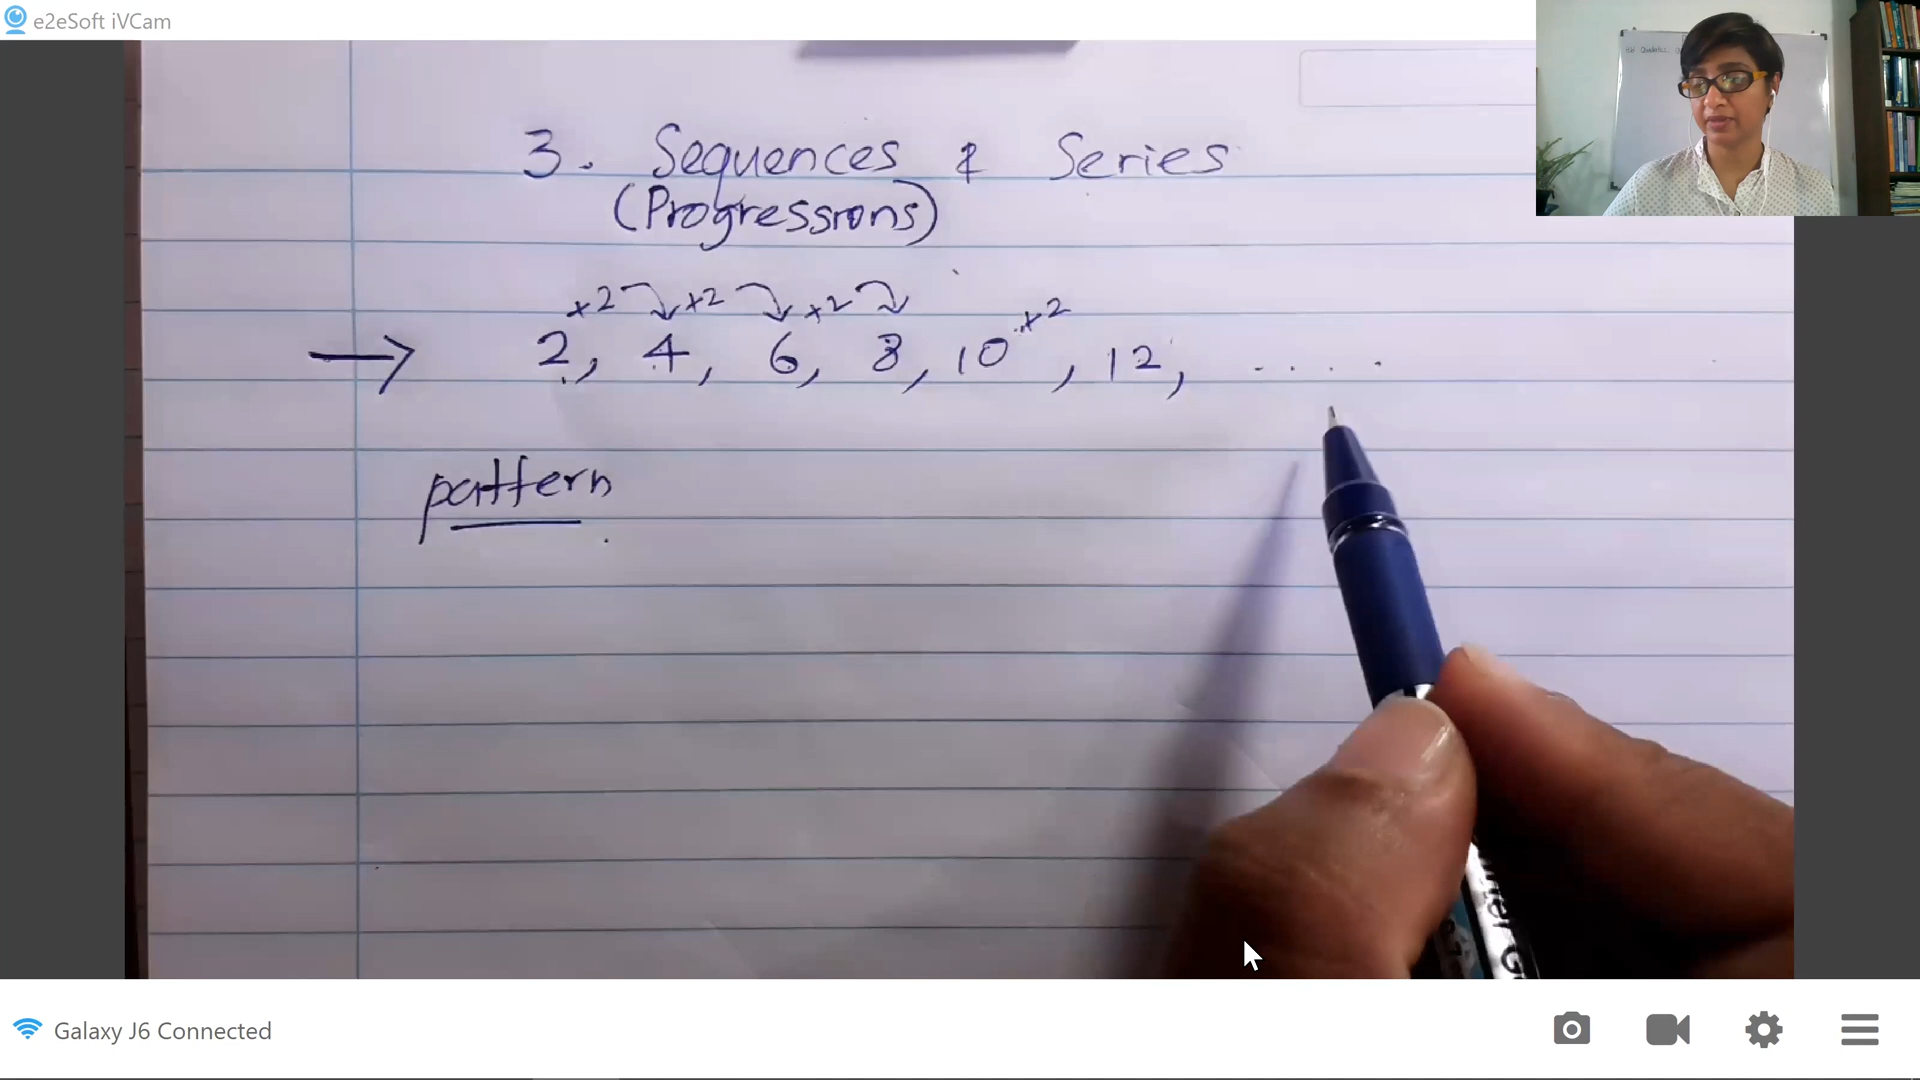 e2eSoft iVCam
3. Sequences & Series
(Progressions)
+2 +2 +2 +2
2, 4, 6, 8, 10, 12, . . . .
pattern
Galaxy J6 Connected